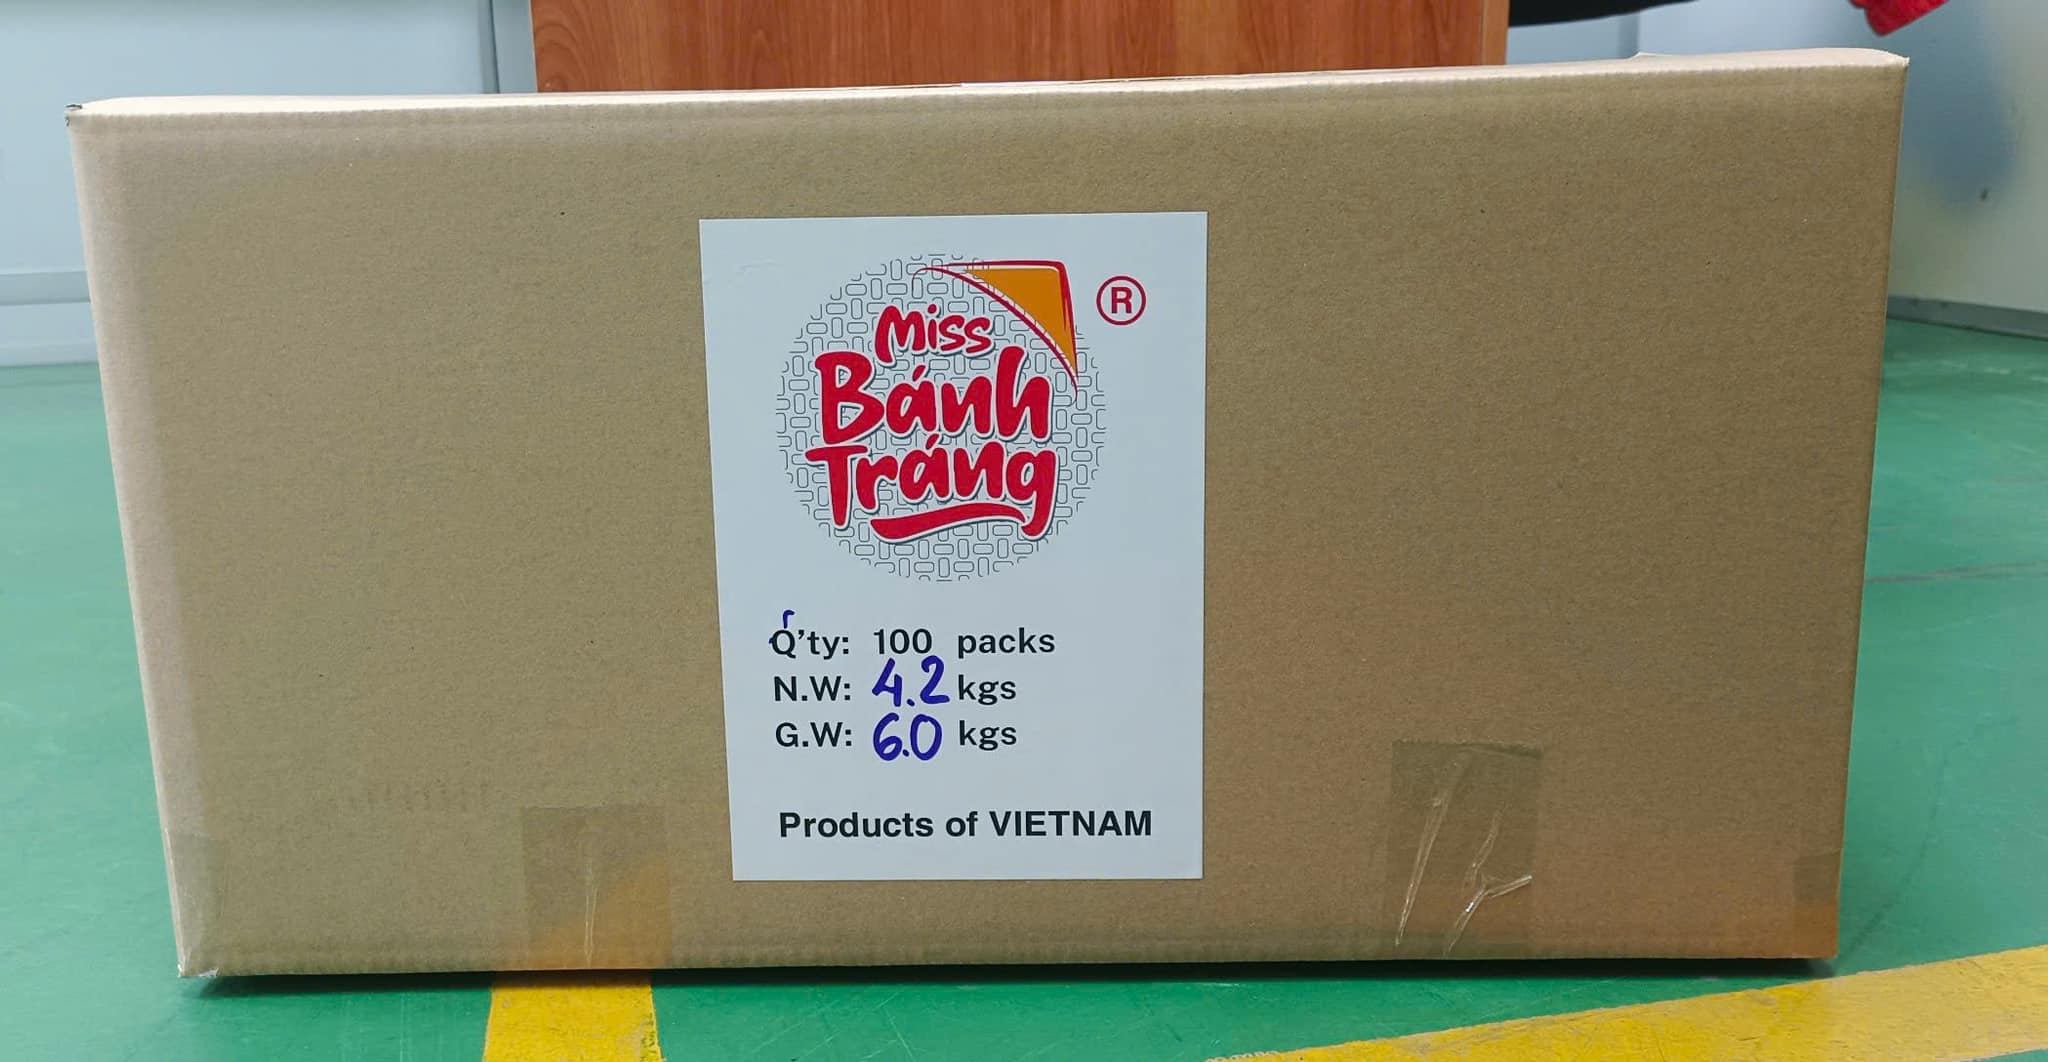 Miss
Bánh
Tráng
®
Q'ty: 100 packs
N.W: 4.2 kgs
G.W: 6.0 kgs
Products of VIETNAM